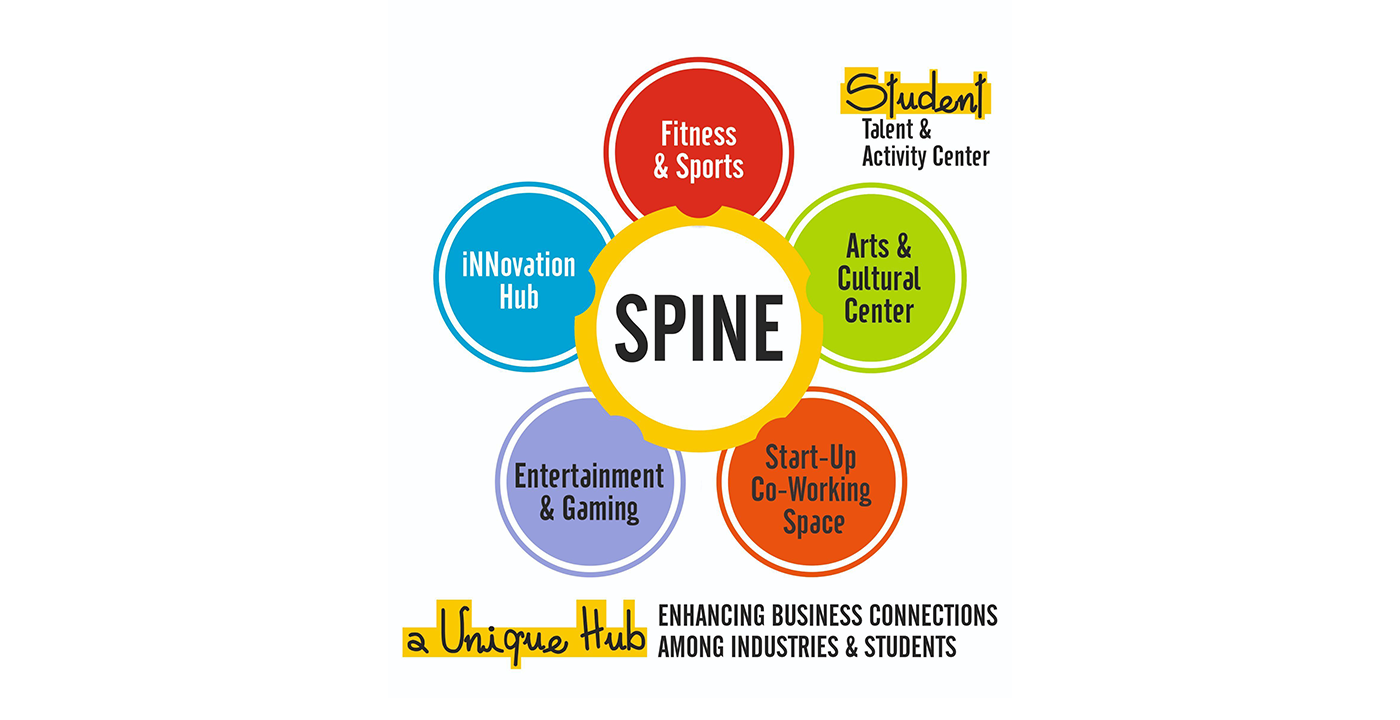 Student
Talent &
Activity Center
Fitness
& Sports
iNNovation
Hub
Arts &
Cultural
Center
SPINE
Entertainment
& Gaming
Start-Up
Co-Working
Space
a Unique Hub
ENHANCING BUSINESS CONNECTIONS
AMONG INDUSTRIES & STUDENTS